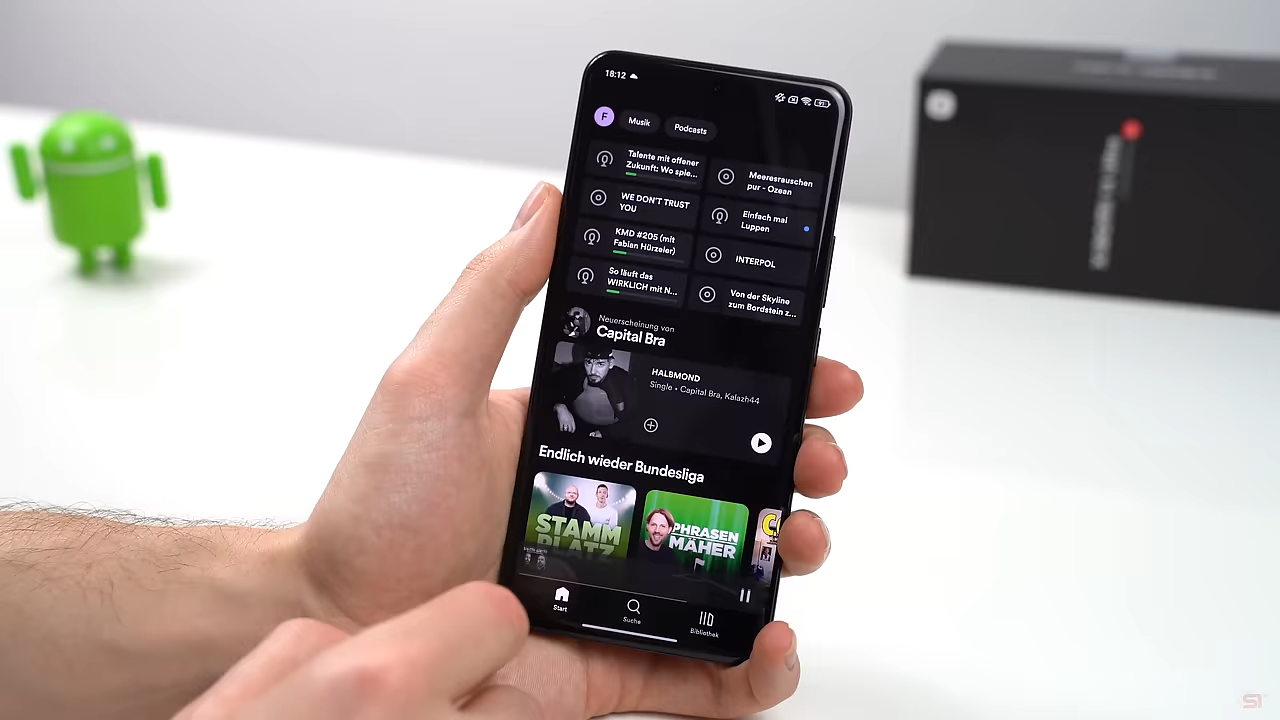 18:12
91
F
Musik
Podcasts
Talente mit offener
Zukunft: Wo spie...
Meeresrauschen
pur - Ozean
WE DON'T TRUST
YOU
Einfach mal
Luppen
KMD #205 (mit
Fabian Hürzeler)
INTERPOL
So läuft das
WIRKLICH mit N...
Von der Skyline
zum Bordstein z...
Neuerscheinung von
Capital Bra
HALBMOND
Single • Capital Bra, Kalazh44
Endlich wieder Bundesliga
STAMM
PLATZ
PHRASEN
MÄHER
Start
Suche
Bibliothek